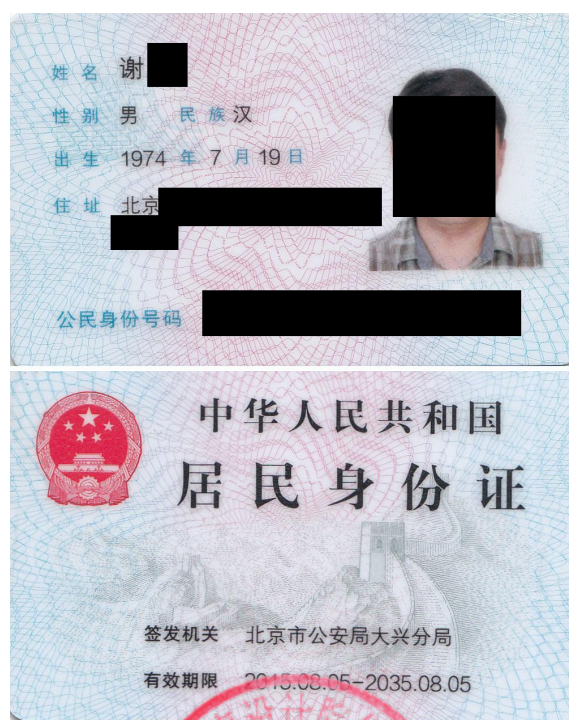 姓名 谢
性别 男 民族 汉
出生 1974 年 7 月 19 日
住址 北京
公民身份号码
中华人民共和国
居民身份证
签发机关 北京市公安局大兴分局
有效期限 2015.08.05-2035.08.05